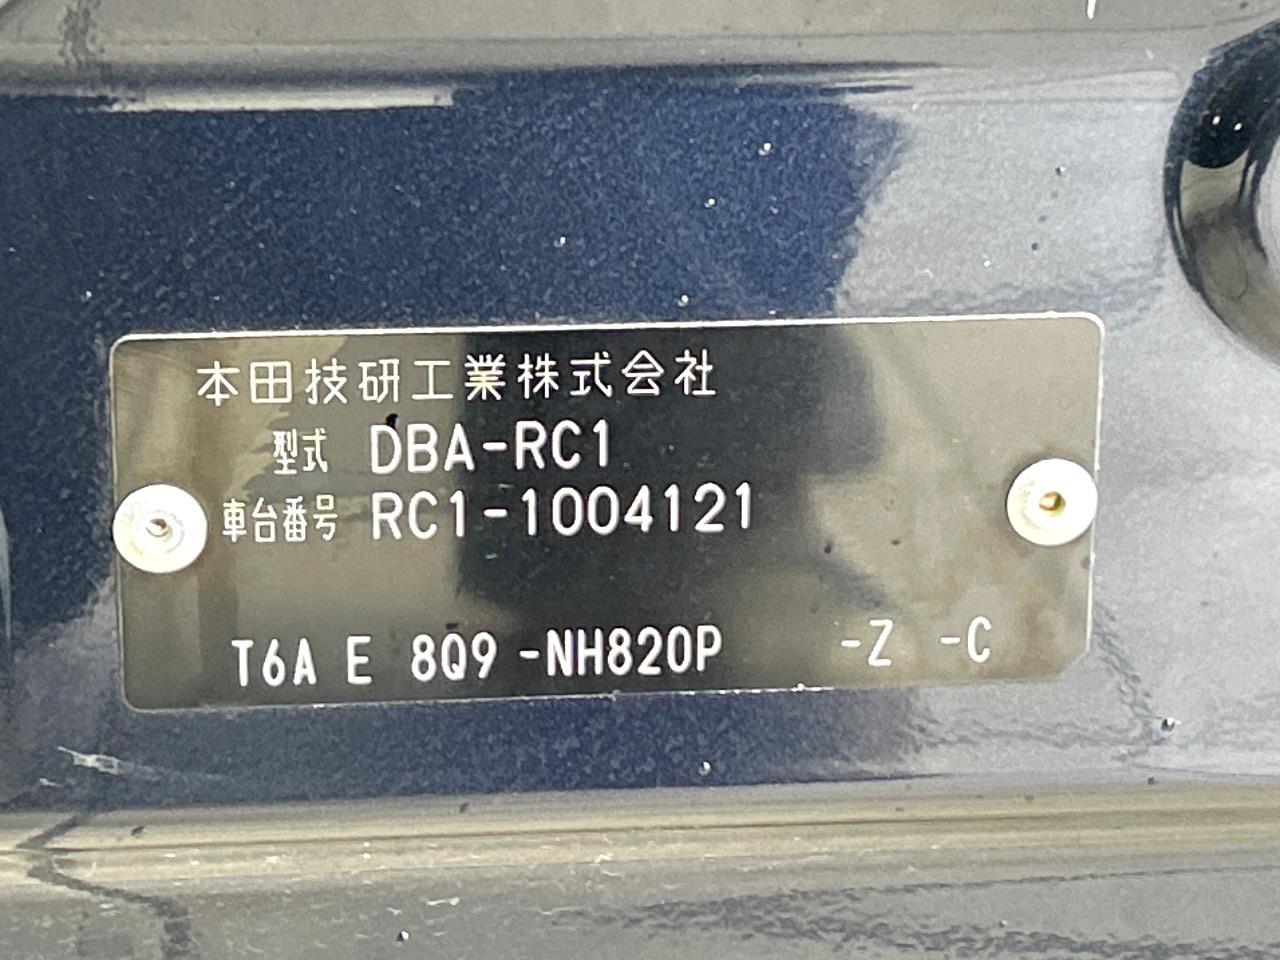 本田技研工業株式会社
型式 DBA-RC1
車台番号 RC1-1004121
T6A E 8Q9 -NH820P -Z -C